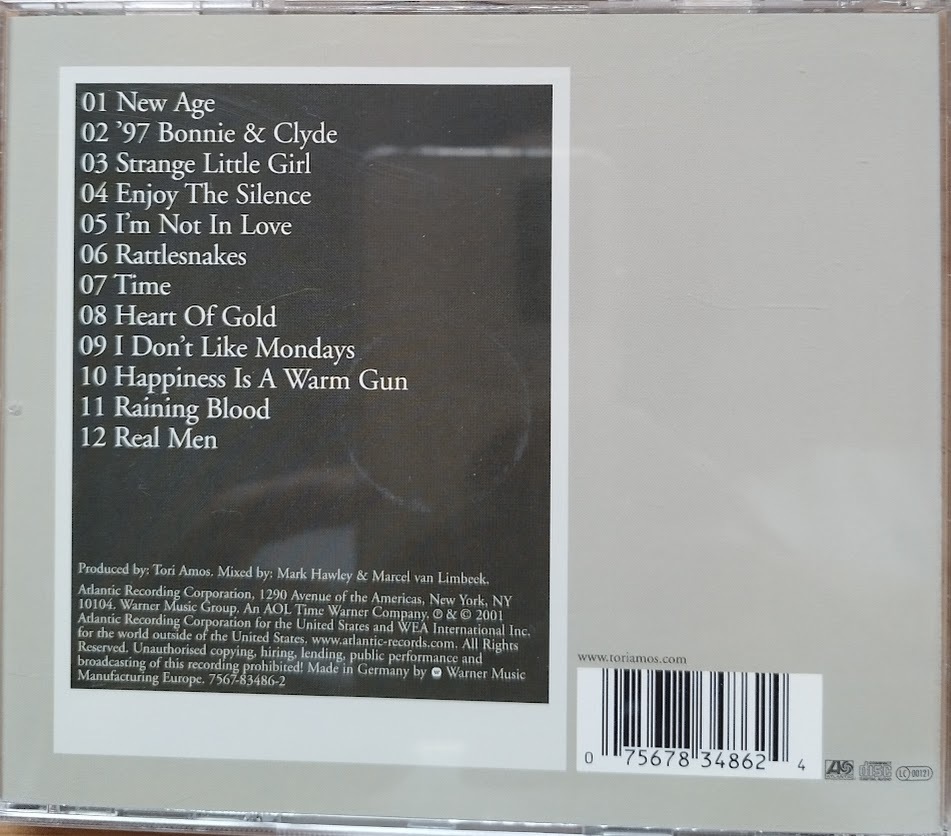 01 New Age
02 '97 Bonnie & Clyde
03 Strange Little Girl
04 Enjoy The Silence
05 I'm Not In Love
06 Rattlesnakes
07 Time
08 Heart Of Gold
09 I Don't Like Mondays
10 Happiness Is A Warm Gun
11 Raining Blood
12 Real Men
Produced by: Tori Amos. Mixed by: Mark Hawley & Marcel van Limbeek.
Atlantic Recording Corporation, 1290 Avenue of the Americas, New York, NY
10104. Warner Music Group. An AOL Time Warner Company. ℗ & © 2001
Atlantic Recording Corporation for the United States and WEA International Inc.
for the world outside of the United States. www.atlantic-records.com. All Rights
Reserved. Unauthorised copying, hiring, lending, public performance and
broadcasting of this recording prohibited! Made in Germany by Warner Music
Manufacturing Europe. 7567-83486-2
www.toriamos.com
0 75678 34862 4
ATLANTIC
COMPACT
disc
DIGITAL AUDIO
LC 00121